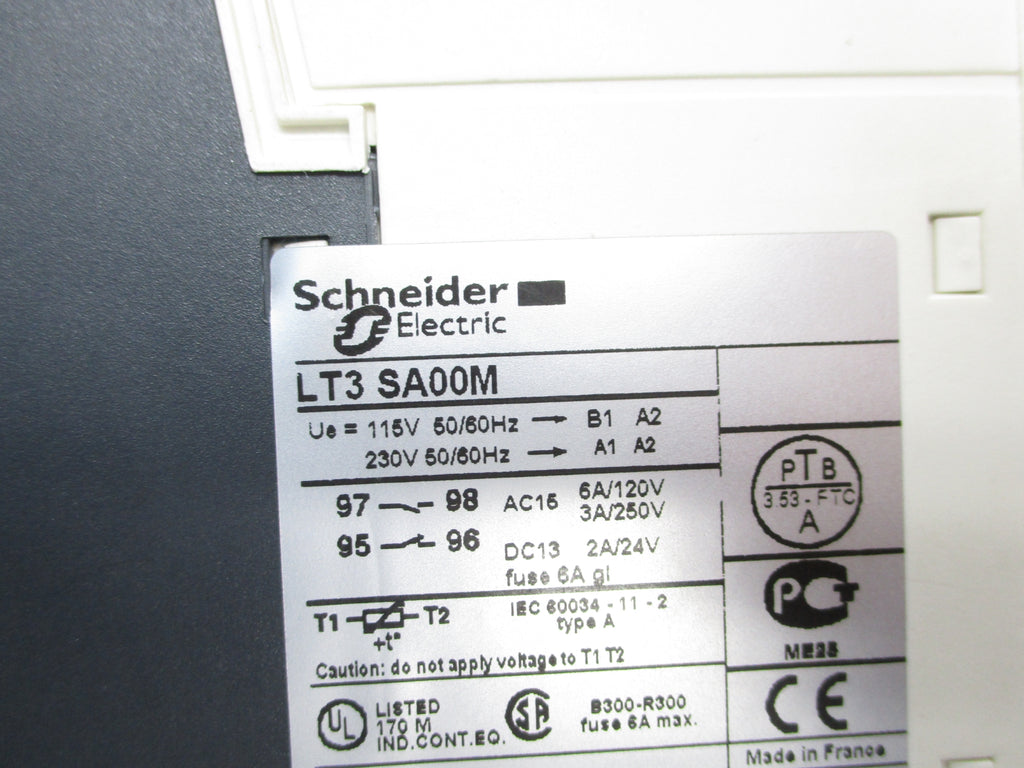 Schneider
Electric
LT3 SA00M
Ue = 115V 50/60Hz → B1 A2
230V 50/60Hz → A1 A2
97 98 AC15 6A/120V
3A/250V
95 96 DC13 2A/24V
fuse 6A gl
T1 T2 IEC 60034 - 11 - 2
type A
+t°
Caution: do not apply voltage to T1 T2
UL LISTED
170 M
IND.CONT.EQ.
SA B300-R300
fuse 6A max.
PTB
3.53 - FTC
A
PCT
ME25
CE
Made in France